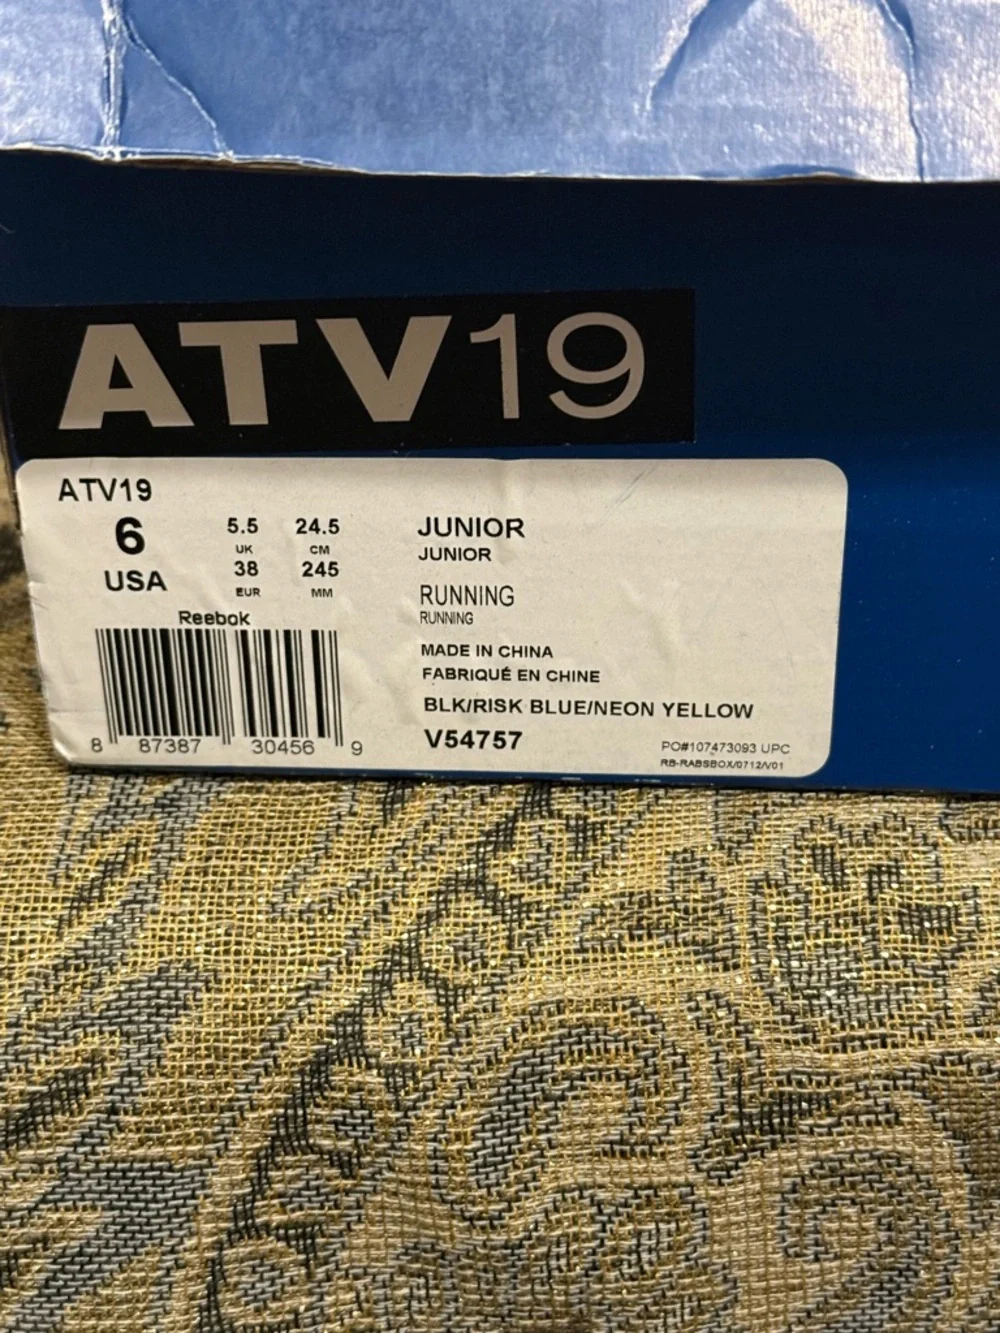 ATV19
ATV19
6
USA
5.5
UK
38
EUR
24.5
CM
245
MM
JUNIOR
JUNIOR
RUNNING
RUNNING
MADE IN CHINA
FABRIQUÉ EN CHINE
BLK/RISK BLUE/NEON YELLOW
V54757
PO#107473093 UPC
RB-RABSBOX/0712/V01
Reebok
8 87387 30456 9